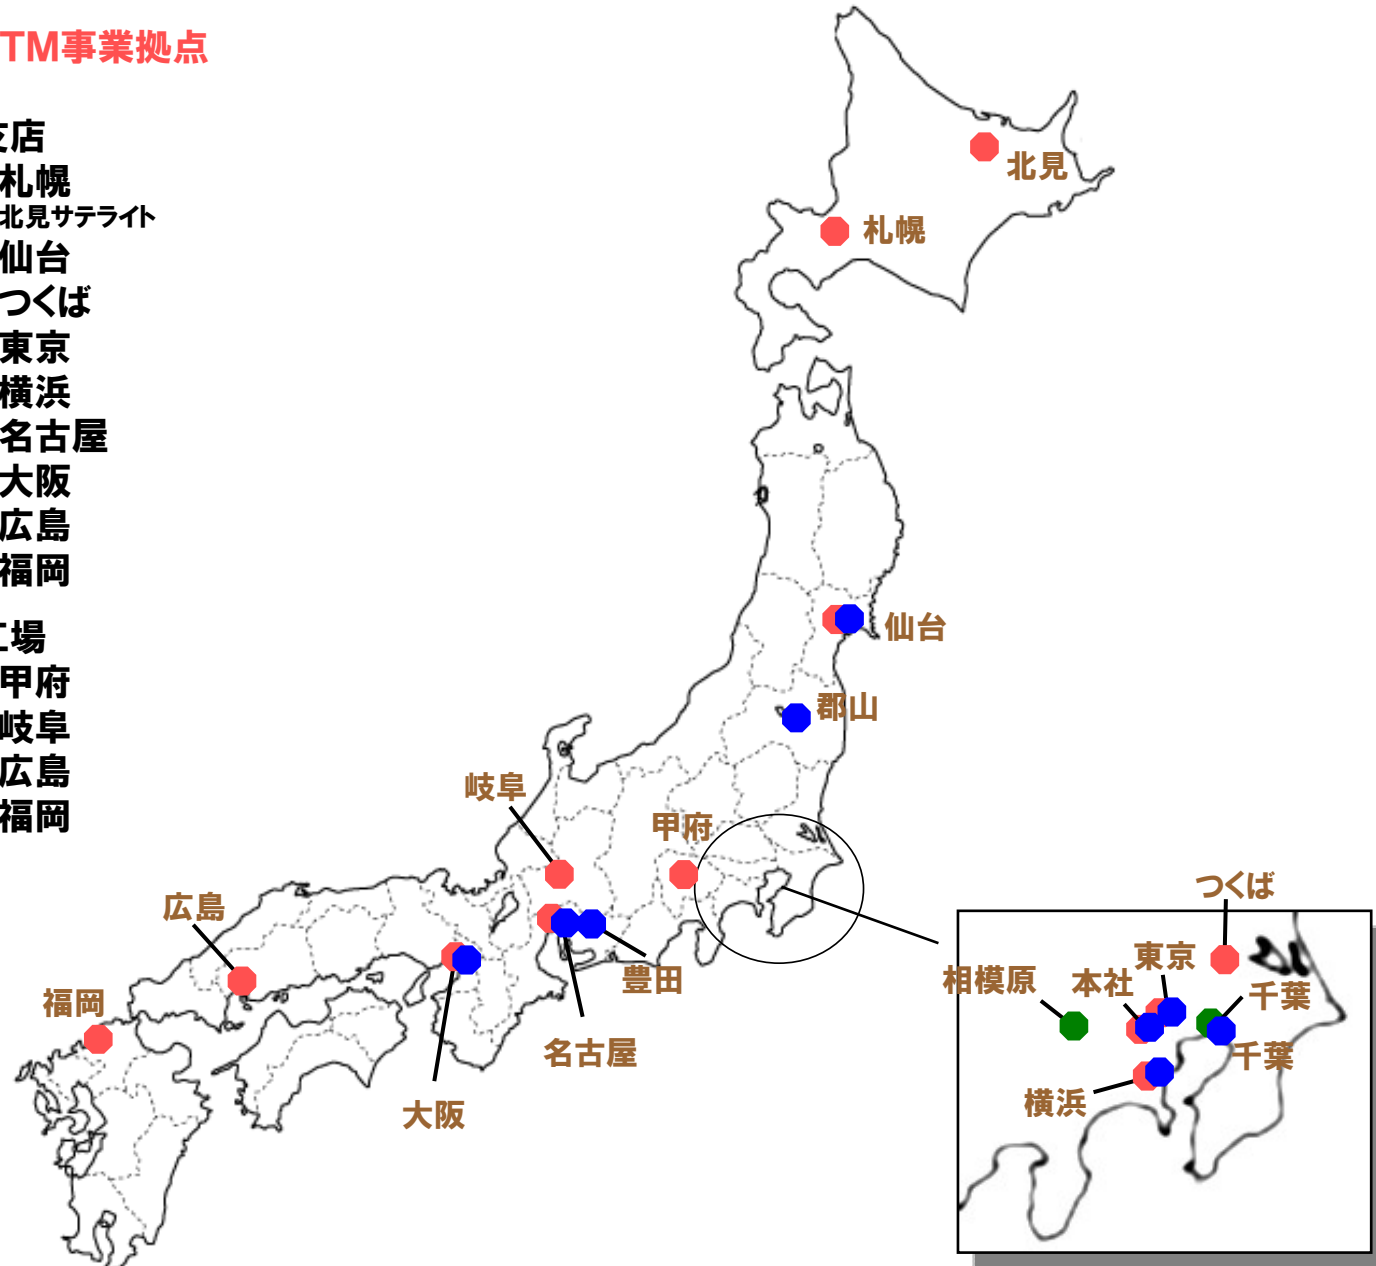 TM事業拠点
支店
札幌
北見サテライト
仙台
つくば
東京
横浜
名古屋
大阪
広島
福岡
工場
甲府
岐阜
広島
福岡
北見
札幌
仙台
郡山
岐阜
甲府
広島
豊田
福岡
名古屋
大阪
つくば
東京
相模原
本社
千葉
千葉
横浜